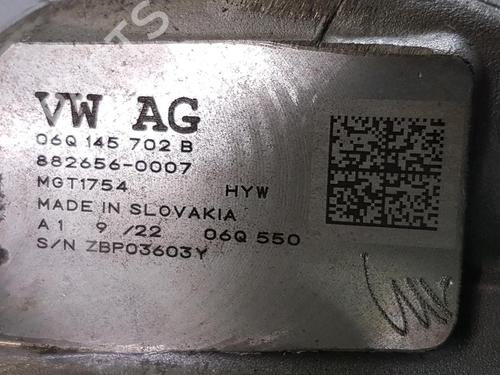 VW AG
06Q 145 702 B
882656-0007
MGT1754 HYW
MADE IN SLOVAKIA
A1 9 /22 06Q 550
S/N ZBP03603Y